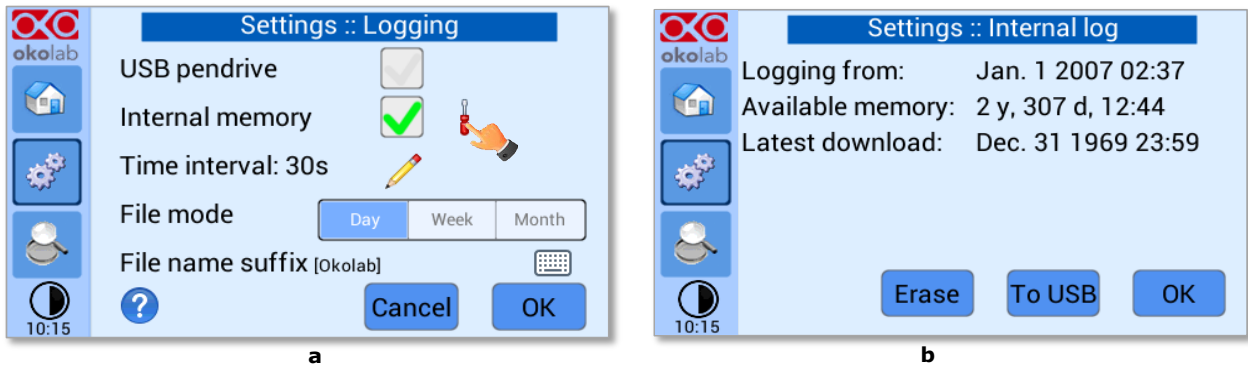 Settings :: Logging
okolab
USB pendrive
Internal memory
Time interval: 30s
File mode
Day Week Month
File name suffix [Okolab]
?
Cancel OK
10:15
a
Settings :: Internal log
okolab
Logging from: Jan. 1 2007 02:37
Available memory: 2 y, 307 d, 12:44
Latest download: Dec. 31 1969 23:59
Erase To USB OK
10:15
b